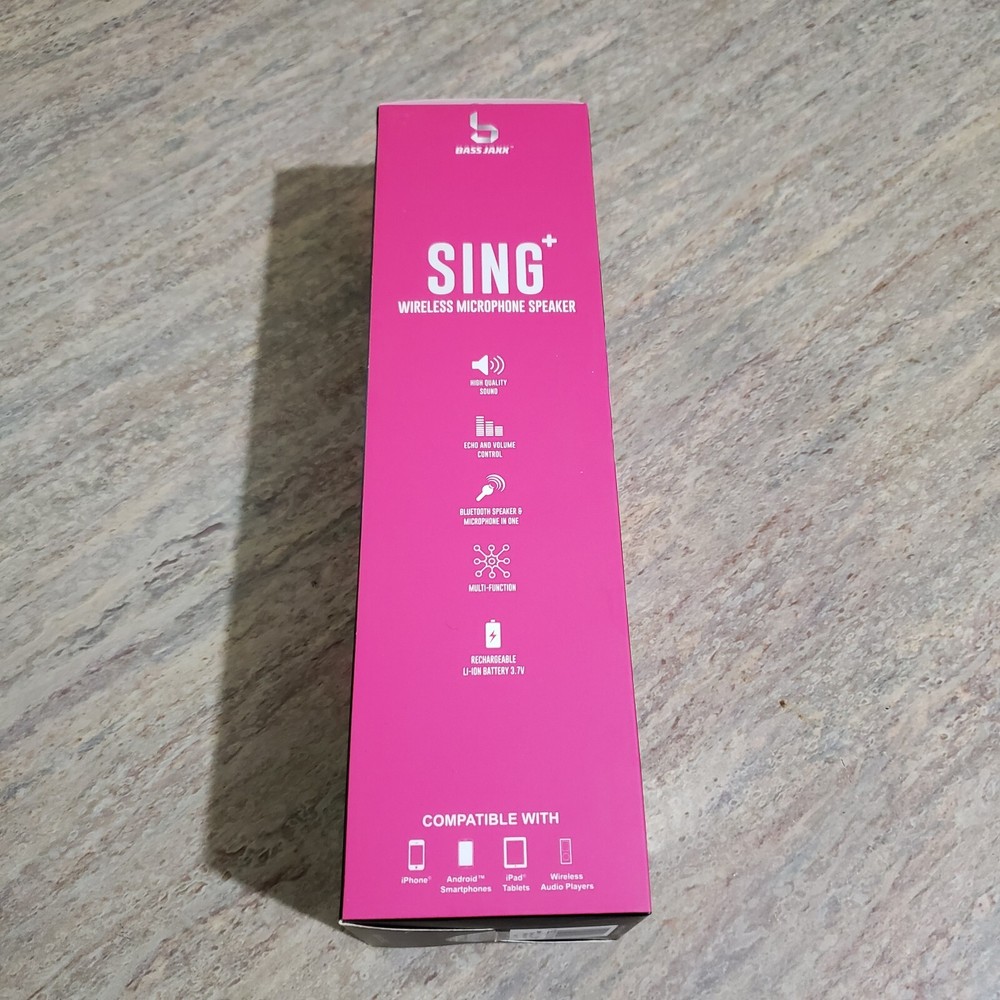 BASS JAXX™
SING+
WIRELESS MICROPHONE SPEAKER
HIGH QUALITY
SOUND
ECHO AND VOLUME
CONTROL
BLUETOOTH SPEAKER &
MICROPHONE IN ONE
MULTI-FUNCTION
RECHARGEABLE
LI-ION BATTERY 3.7V
COMPATIBLE WITH
iPhone®
Android™
Smartphones
iPad®
Tablets
Wireless
Audio Players